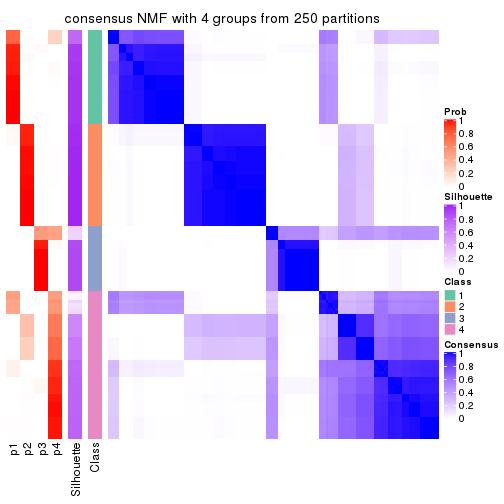 consensus NMF with 4 groups from 250 partitions
Prob
1
0.8
0.6
0.4
0.2
0
Silhouette
1
0.8
0.6
0.4
0.2
0
Class
1
2
3
4
Consensus
1
0.8
0.6
0.4
0.2
0
p1
p2
p3
p4
Silhouette
Class